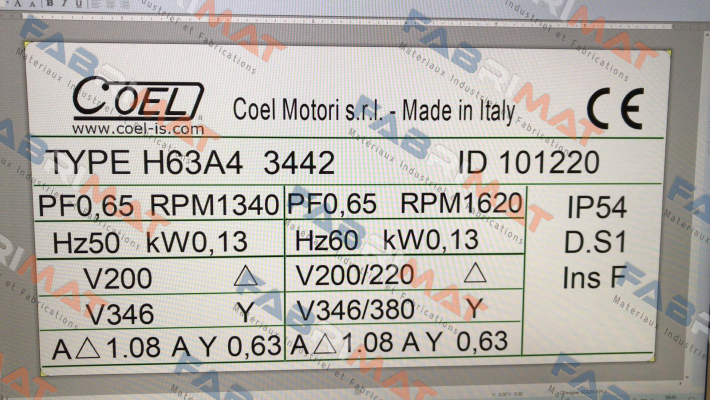 COEL
www.coel-is.com
Coel Motori s.r.l. - Made in Italy
CE
TYPE H63A4 3442 ID 101220
PF0,65 RPM1340 PF0,65 RPM1620 IP54
Hz50 kW0,13 Hz60 kW0,13 D.S1
V200 △ V200/220 △ Ins F
V346 Y V346/380 Y
A△1.08 A Y 0,63 A△1.08 A Y 0,63
FABRIMAT
Materiaux Industriel et Fabrications